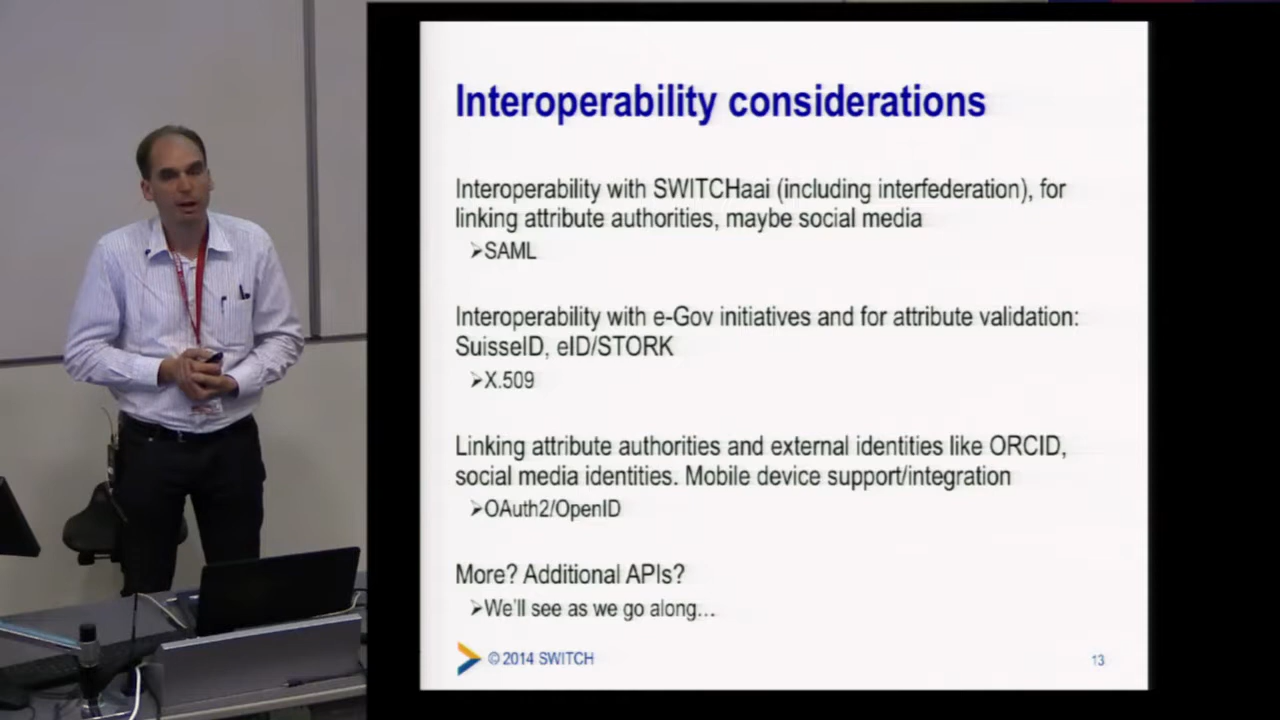 Interoperability considerations
Interoperability with SWITCHaai (including interfederation), for
linking attribute authorities, maybe social media
➢SAML
Interoperability with e-Gov initiatives and for attribute validation:
SuisseID, eID/STORK
➢X.509
Linking attribute authorities and external identities like ORCID,
social media identities. Mobile device support/integration
➢OAuth2/OpenID
More? Additional APIs?
➢We'll see as we go along...
© 2014 SWITCH
13